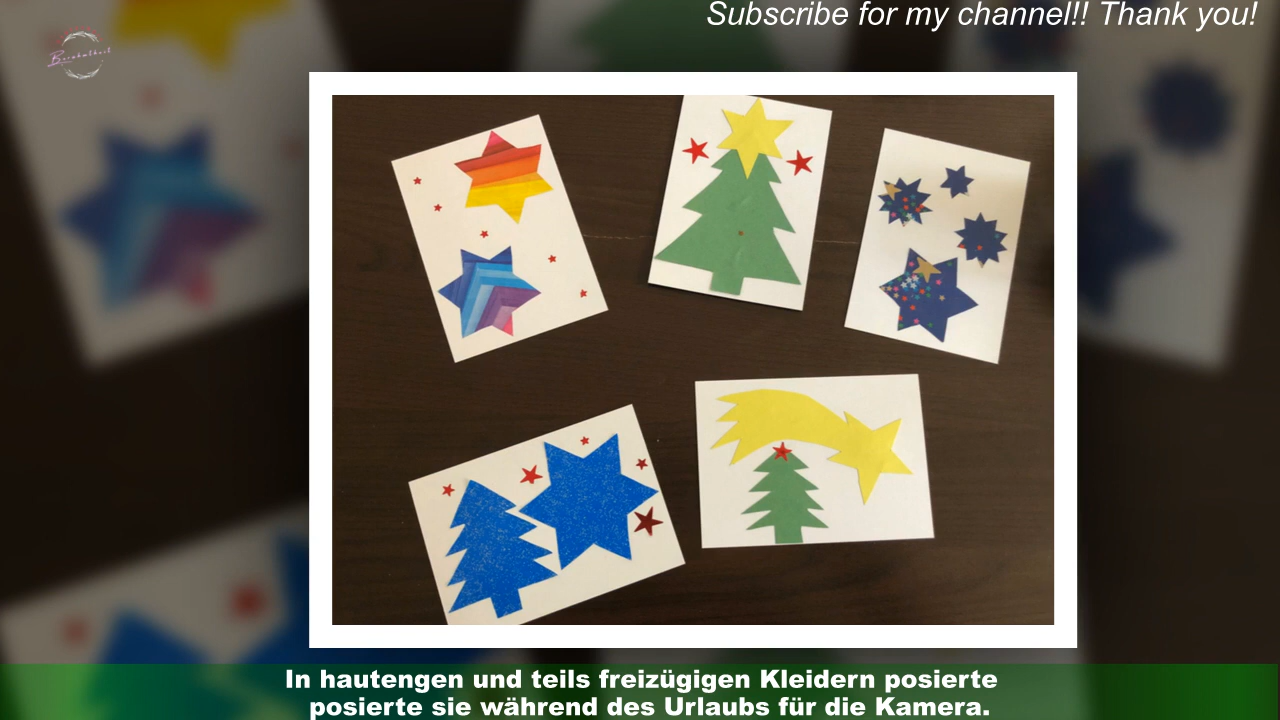 Subscribe for my channel!! Thank you!
In hautengen und teils freizügigen Kleidern posierte
posierte sie während des Urlaubs für die Kamera.